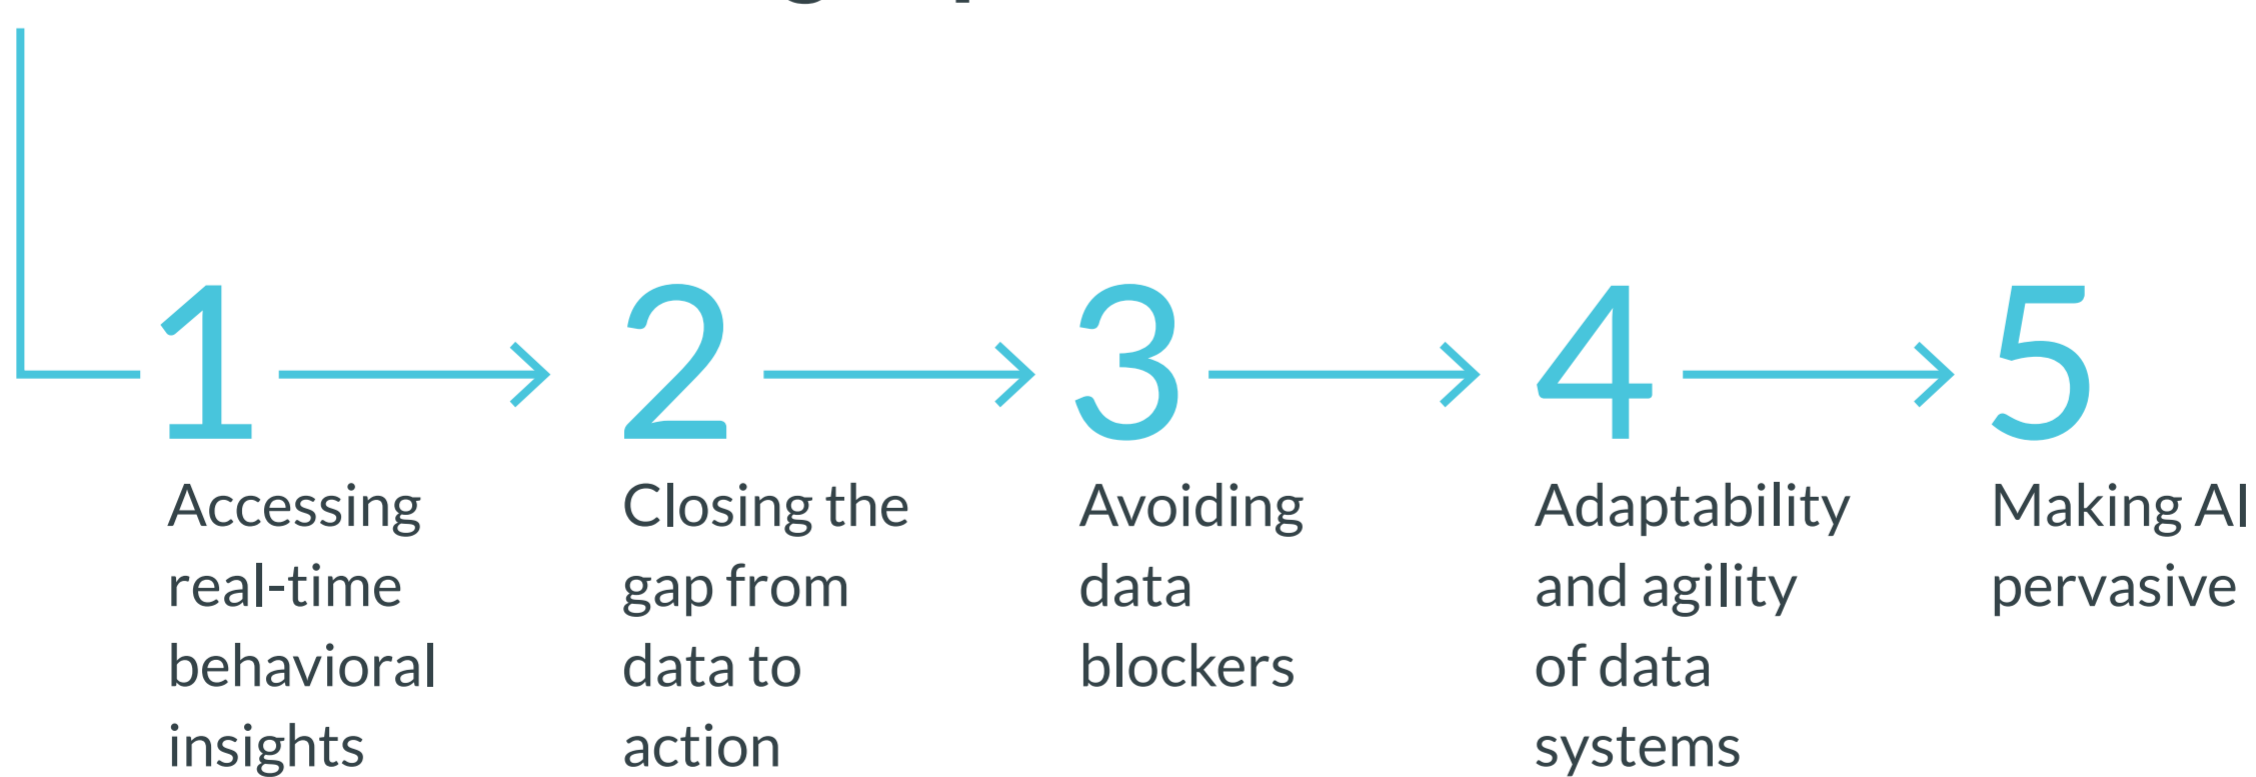 1
Accessing
real-time
behavioral
insights
2
Closing the
gap from
data to
action
3
Avoiding
data
blockers
4
Adaptability
and agility
of data
systems
5
Making AI
pervasive